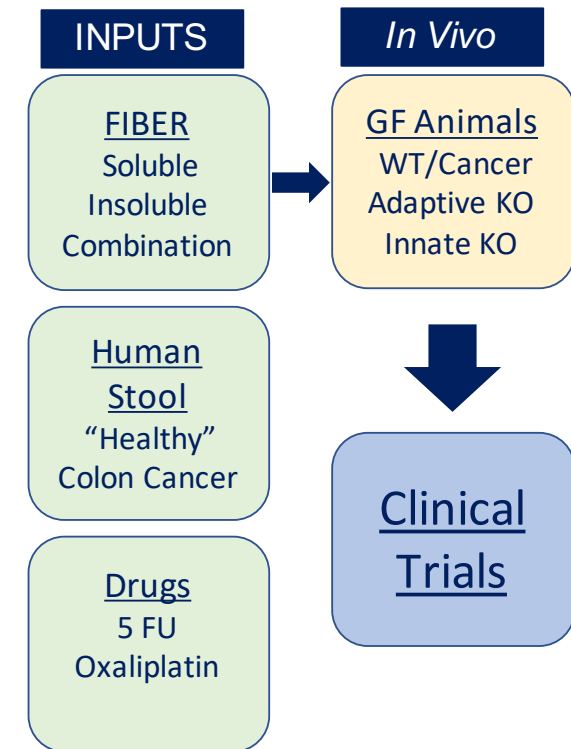 INPUTS
FIBER
Soluble
Insoluble
Combination
Human
Stool
“Healthy”
Colon Cancer
Drugs
5 FU
Oxaliplatin
In Vivo
GF Animals
WT/Cancer
Adaptive KO
Innate KO
Clinical
Trials